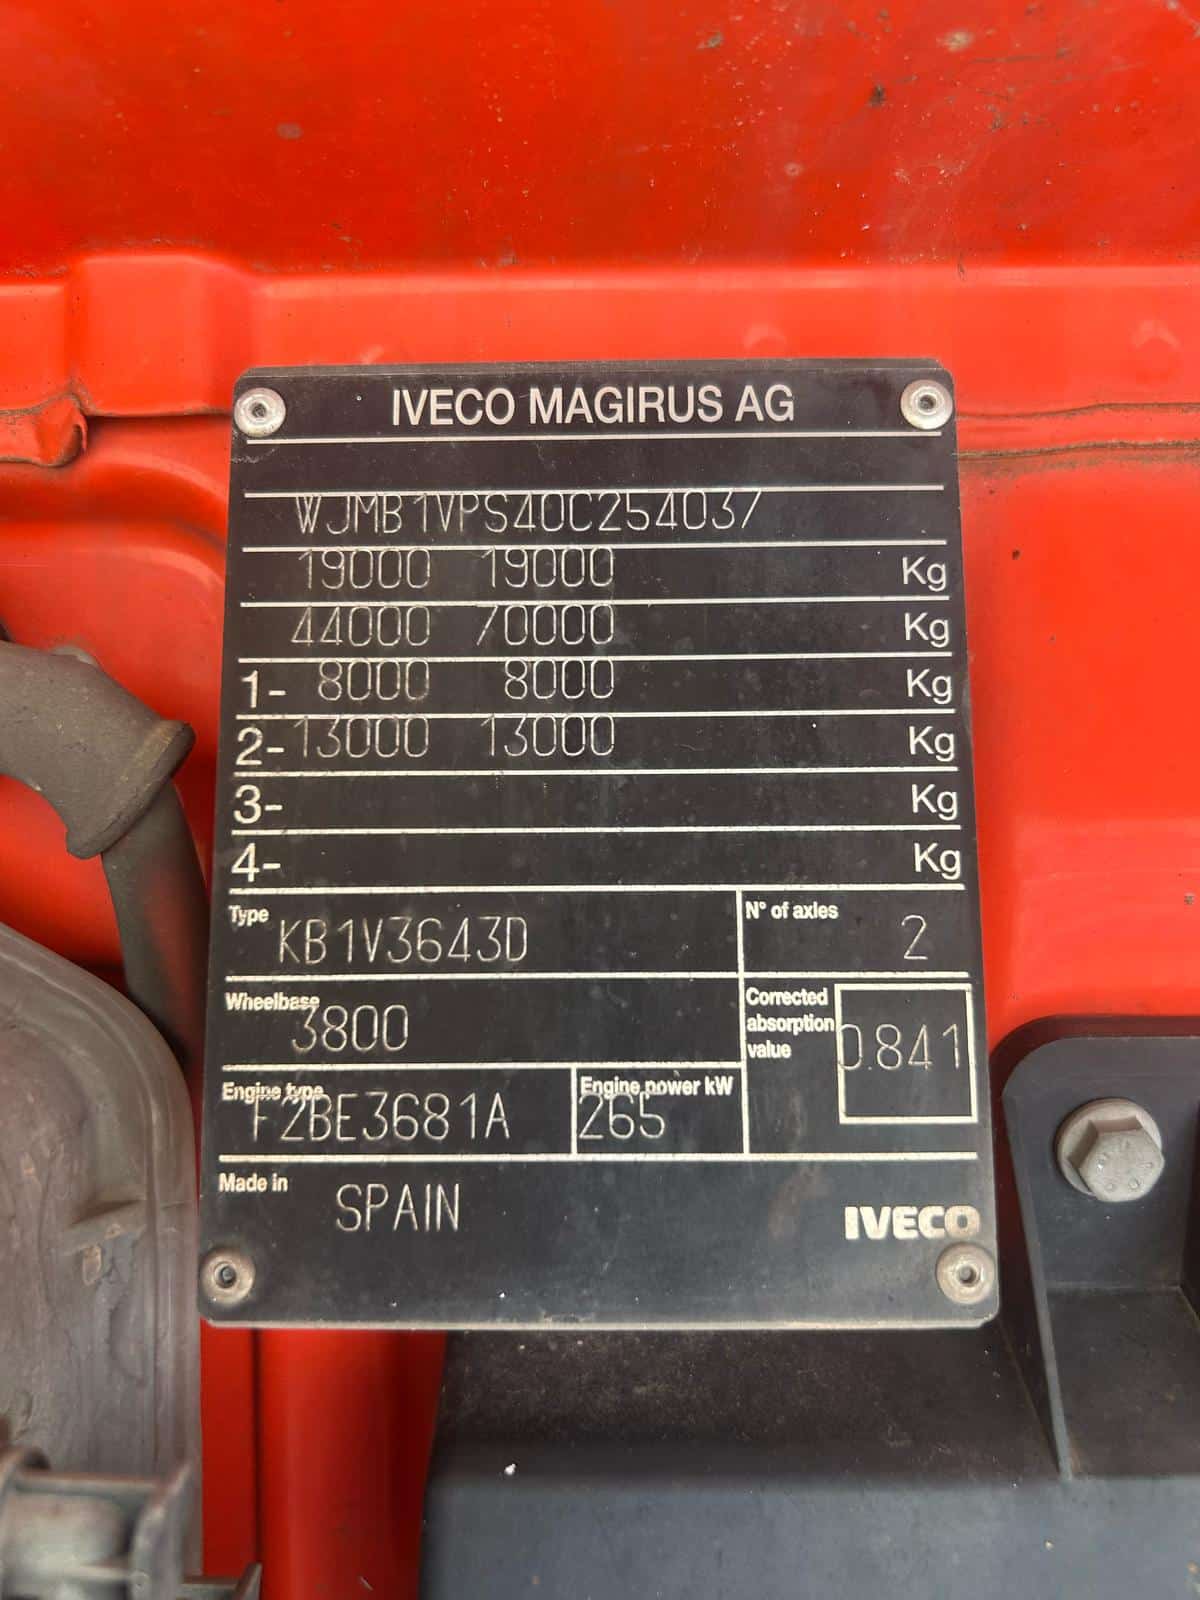 IVECO MAGIRUS AG
WJMB1VPS40C254037
19000 19000 Kg
44000 70000 Kg
1- 8000 8000 Kg
2- 13000 13000 Kg
3- Kg
4- Kg
Type KB1V3643D N° of axles 2
Wheelbase 3800
Corrected absorption value 0.841
Engine type F2BE3681A Engine power kW 265
Made in SPAIN
IVECO